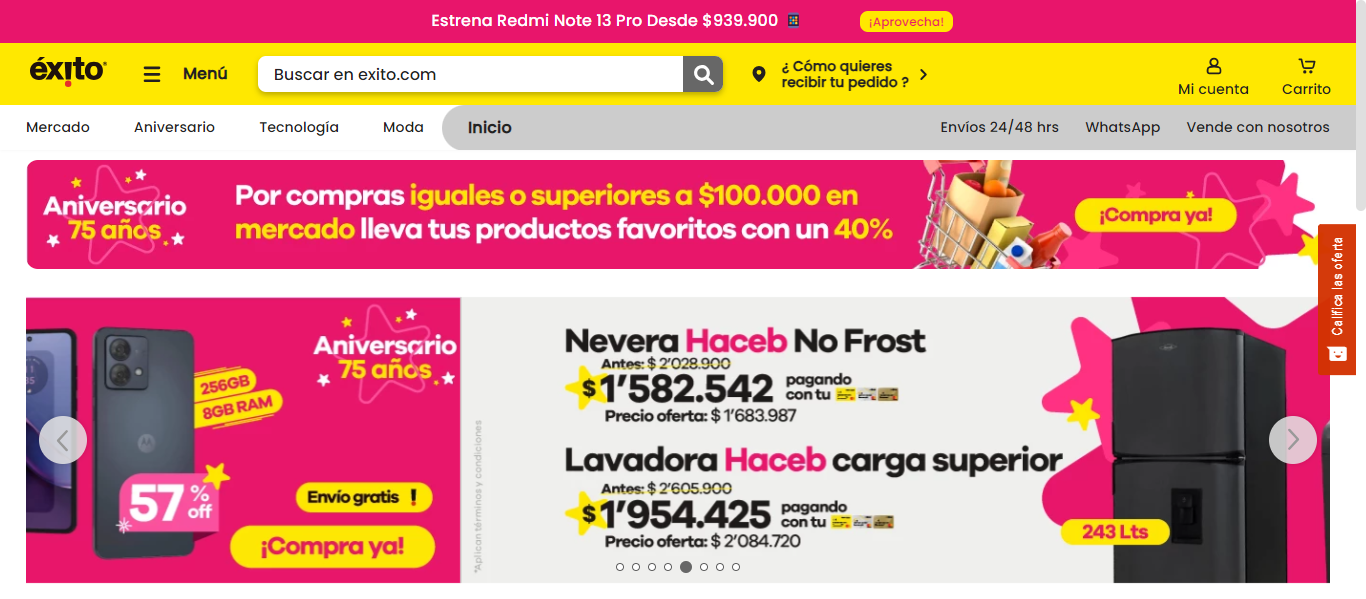 Estrena Redmi Note 13 Pro Desde $939.900
¡Aprovecha!
éxito
Menú
Buscar en exito.com
¿ Cómo quieres
recibir tu pedido ?
Mi cuenta
Carrito
Mercado
Aniversario
Tecnología
Moda
Inicio
Envíos 24/48 hrs
WhatsApp
Vende con nosotros
Aniversario
75 años
Por compras iguales o superiores a $100.000 en
mercado lleva tus productos favoritos con un 40%
¡Compra ya!
Califica las oferta
Aniversario
75 años
256GB
8GB RAM
57% off
Envío gratis !
¡Compra ya!
*Aplican términos y condiciones
Nevera Haceb No Frost
Antes: $ 2'028.900
$ 1'582.542 pagando
con tu
Precio oferta: $ 1'683.987
Lavadora Haceb carga superior
Antes: $ 2'605.900
$ 1'954.425 pagando
con tu
Precio oferta: $ 2'084.720
243 Lts